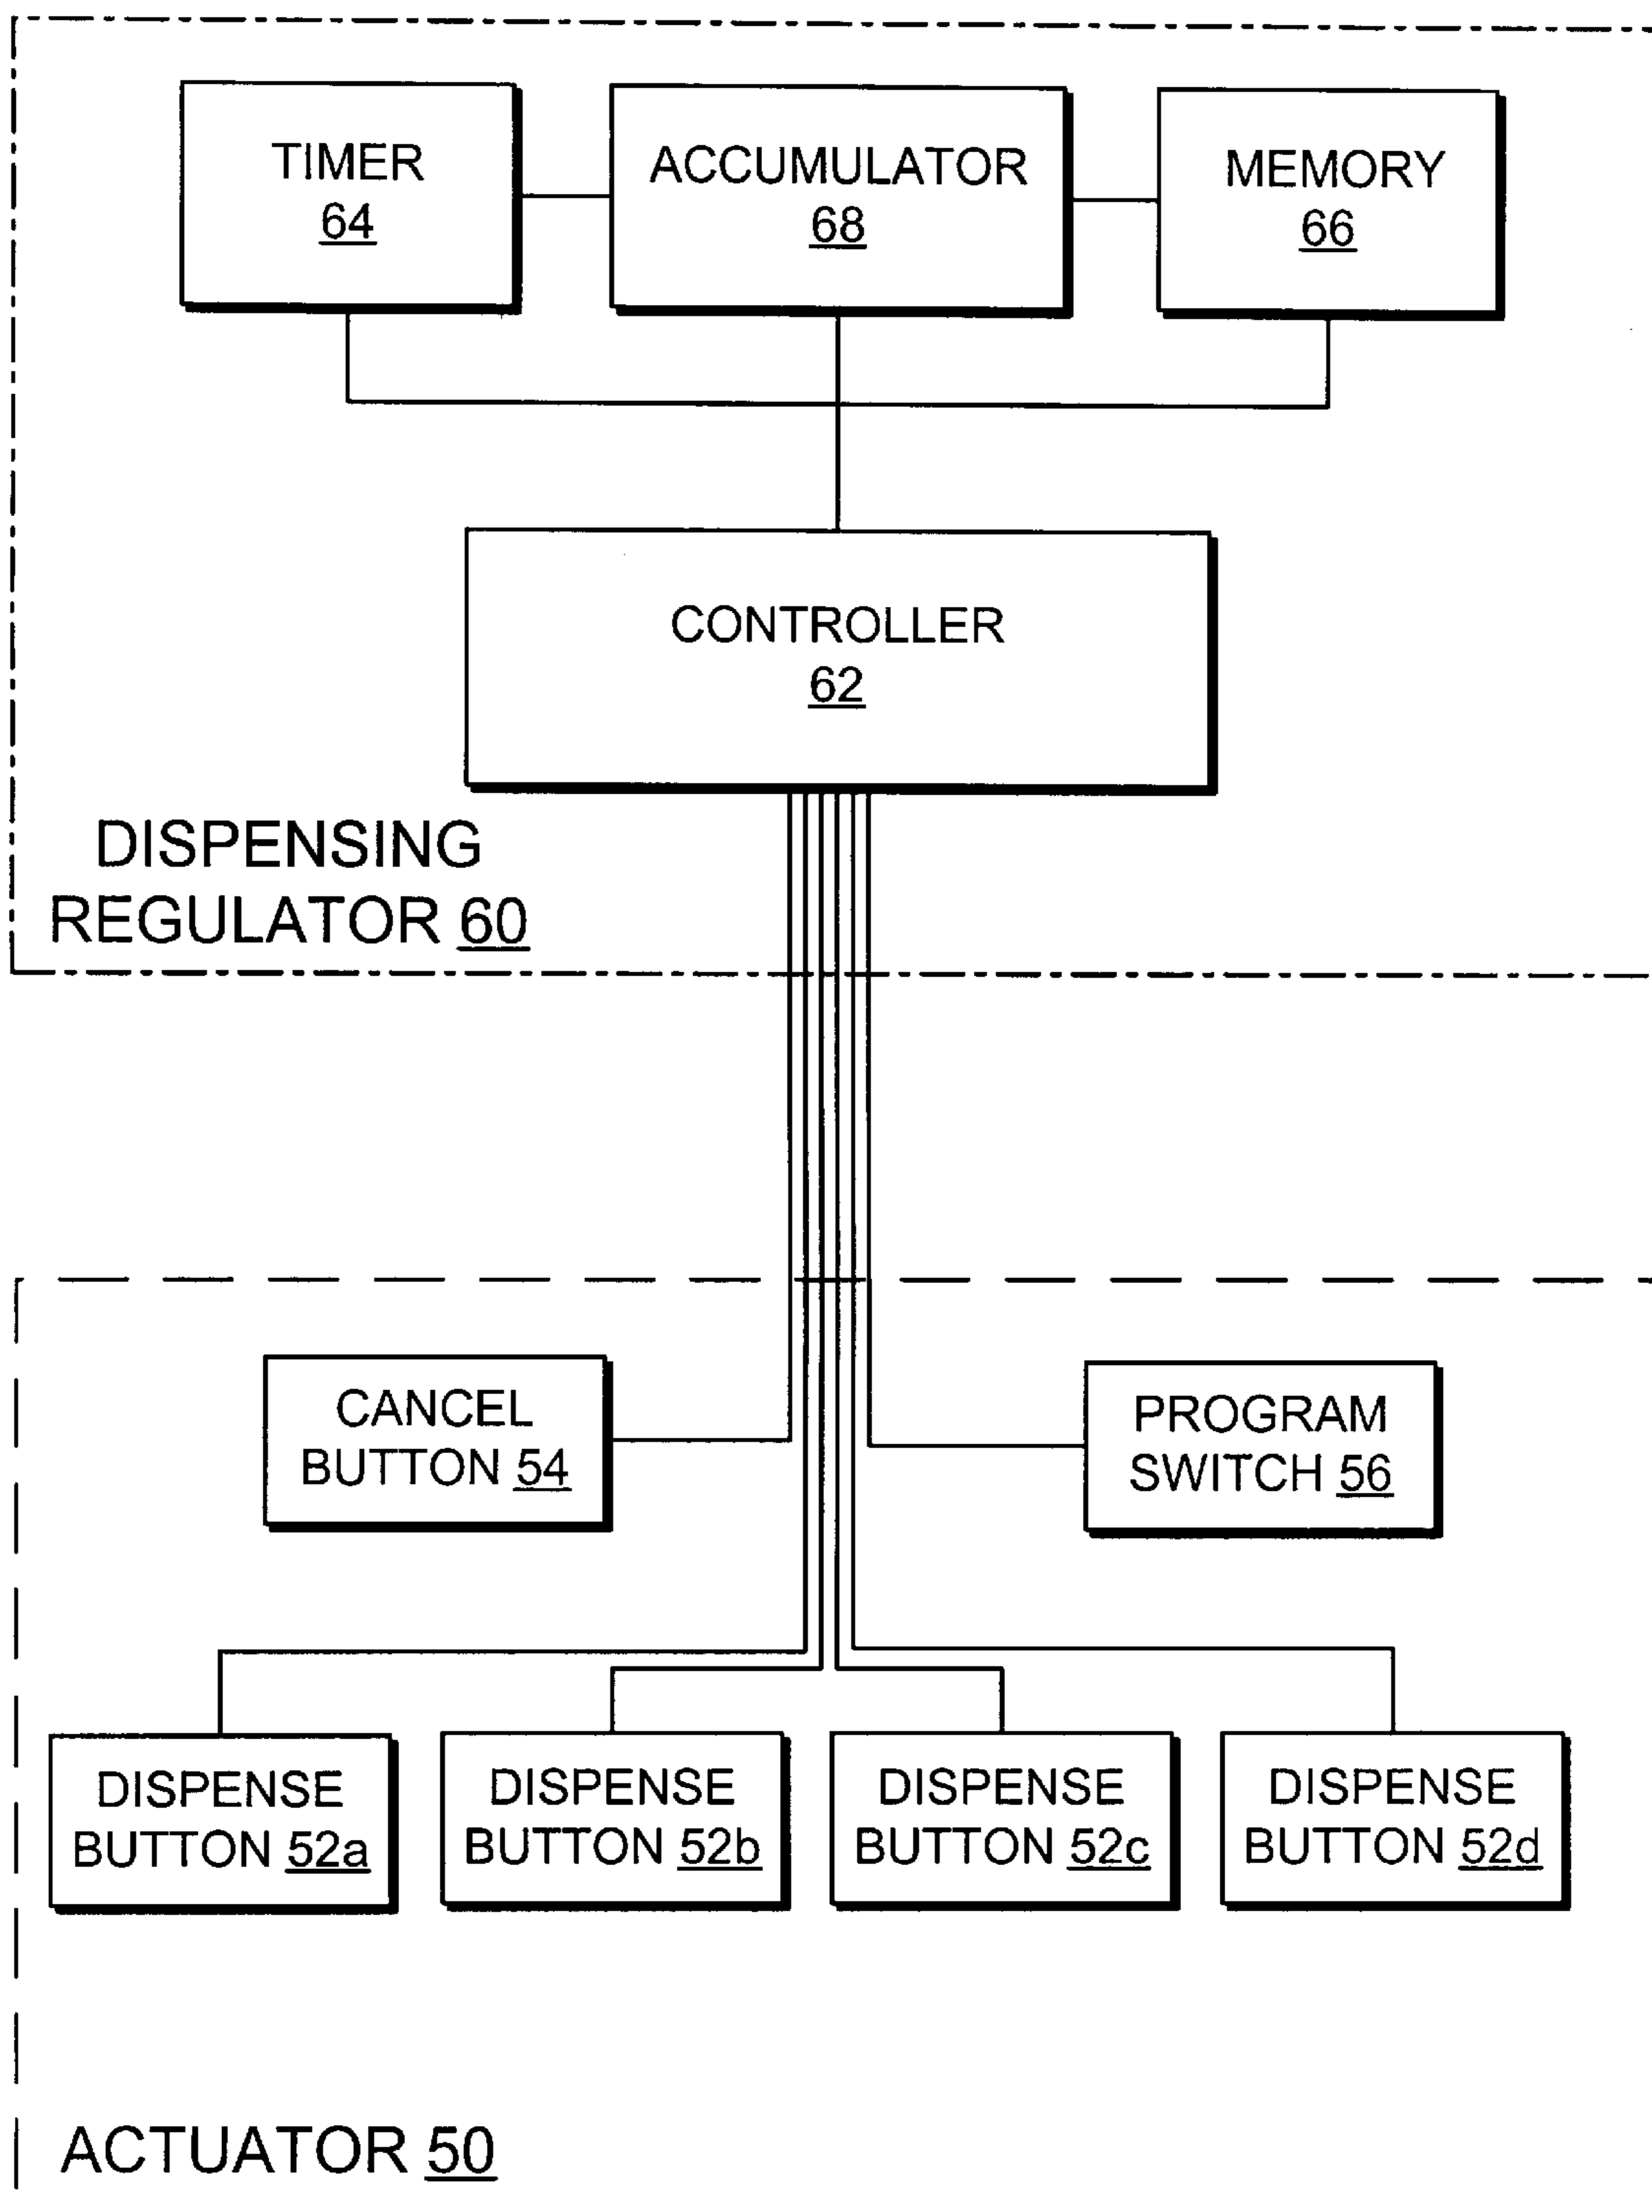 TIMER
64
ACCUMULATOR
68
MEMORY
66
CONTROLLER
62
DISPENSING
REGULATOR 60
CANCEL
BUTTON 54
PROGRAM
SWITCH 56
DISPENSE
BUTTON 52a
DISPENSE
BUTTON 52b
DISPENSE
BUTTON 52c
DISPENSE
BUTTON 52d
ACTUATOR 50